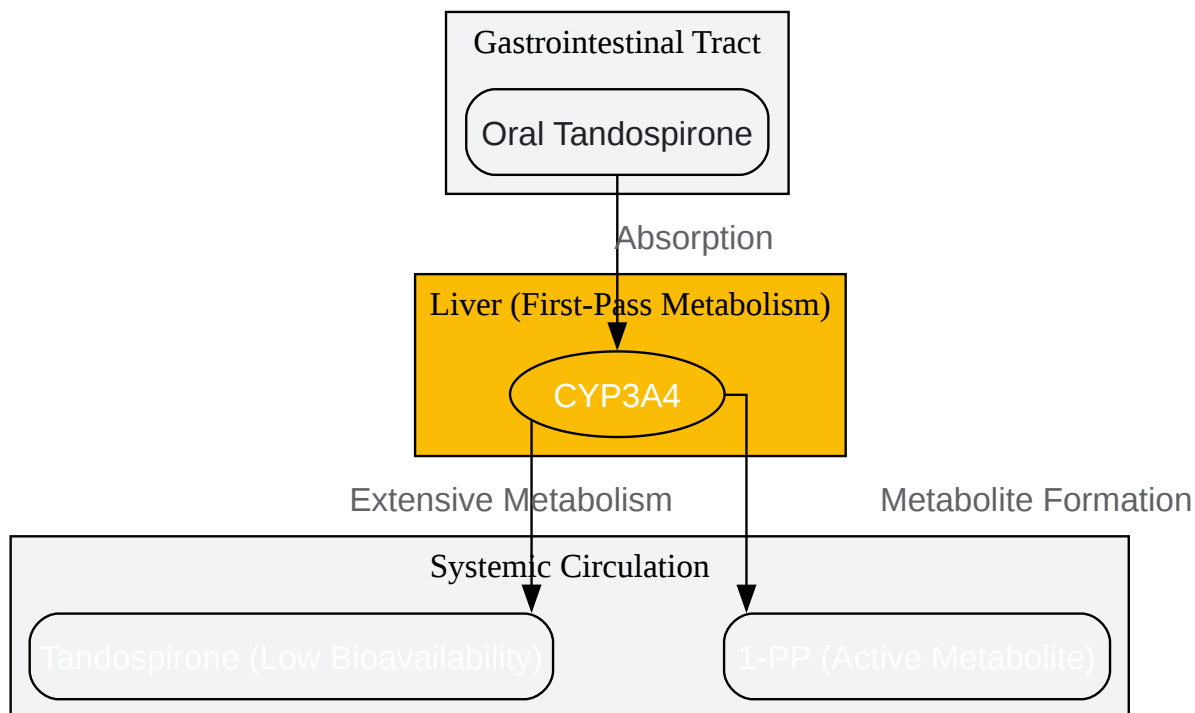 Gastrointestinal Tract
Oral Tandospirone
Absorption
Liver (First-Pass Metabolism)
CYP3A4
Extensive Metabolism
Metabolite Formation
Systemic Circulation
Tandospirone (Low Bioavailability)
1-PP (Active Metabolite)